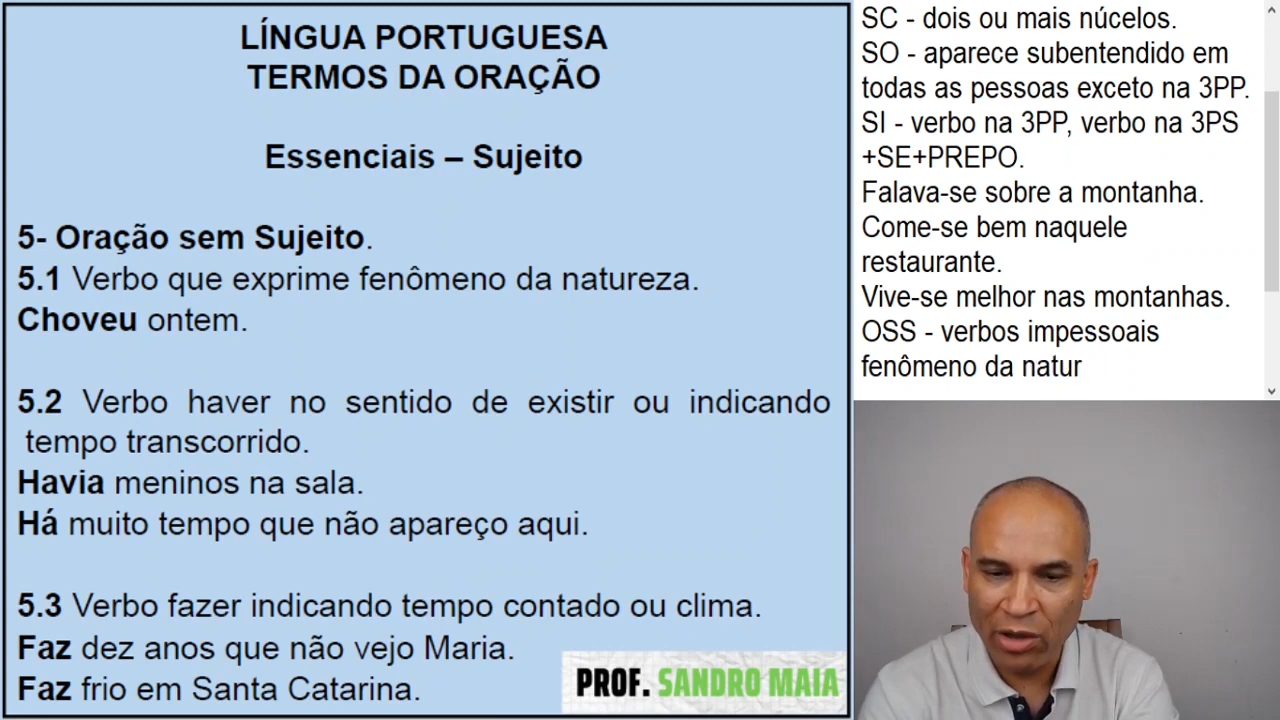 LÍNGUA PORTUGUESA
TERMOS DA ORAÇÃO
Essenciais – Sujeito
5- Oração sem Sujeito.
5.1 Verbo que exprime fenômeno da natureza.
Choveu ontem.
5.2 Verbo haver no sentido de existir ou indicando
tempo transcorrido.
Havia meninos na sala.
Há muito tempo que não apareço aqui.
5.3 Verbo fazer indicando tempo contado ou clima.
Faz dez anos que não vejo Maria.
Faz frio em Santa Catarina.
PROF. SANDRO MAIA
SC - dois ou mais núcelos.
SO - aparece subentendido em
todas as pessoas exceto na 3PP.
SI - verbo na 3PP, verbo na 3PS
+SE+PREPO.
Falava-se sobre a montanha.
Come-se bem naquele
restaurante.
Vive-se melhor nas montanhas.
OSS - verbos impessoais
fenômeno da natur